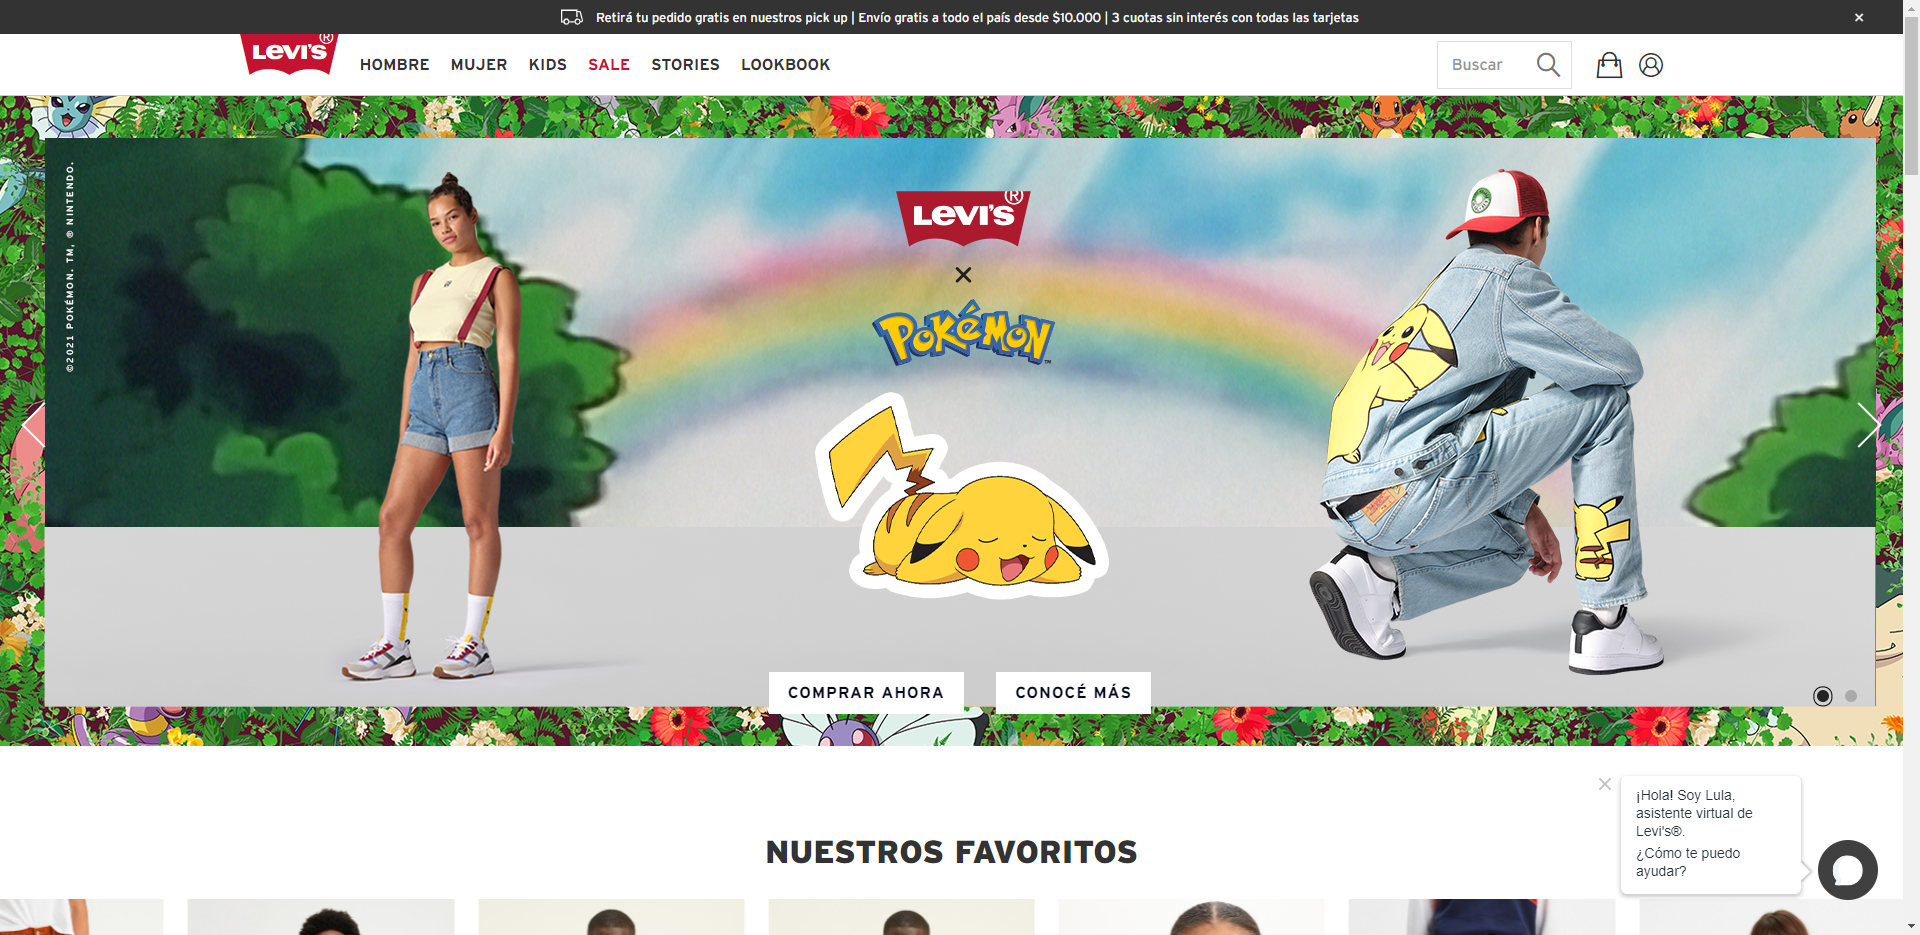 Retirá tu pedido gratis en nuestros pick up | Envío gratis a todo el país desde $10.000 | 3 cuotas sin interés con todas las tarjetas
LEVI'S®
HOMBRE MUJER KIDS SALE STORIES LOOKBOOK
Buscar
©2021 POKÉMON. TM, ® NINTENDO.
LEVI'S®
×
POKÉMON™
COMPRAR AHORA
CONOCÉ MÁS
NUESTROS FAVORITOS
¡Hola! Soy Lula,
asistente virtual de
Levi's®.
¿Cómo te puedo
ayudar?